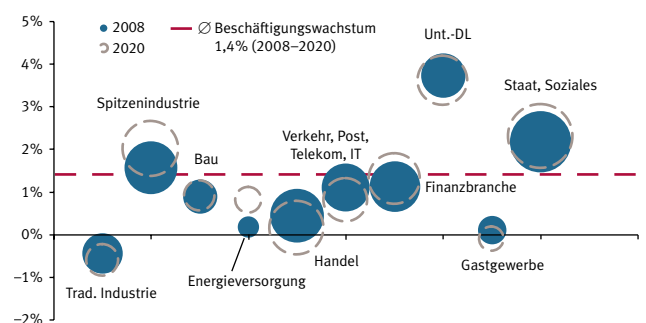 5%
4%
3%
2%
1%
0%
−1%
−2%
2008
2020
Ø Beschäftigungswachstum
1,4% (2008–2020)
Unt.-DL
Spitzenindustrie
Staat, Soziales
Verkehr, Post,
Telekom, IT
Bau
Finanzbranche
Handel
Gastgewerbe
Energieversorgung
Trad. Industrie